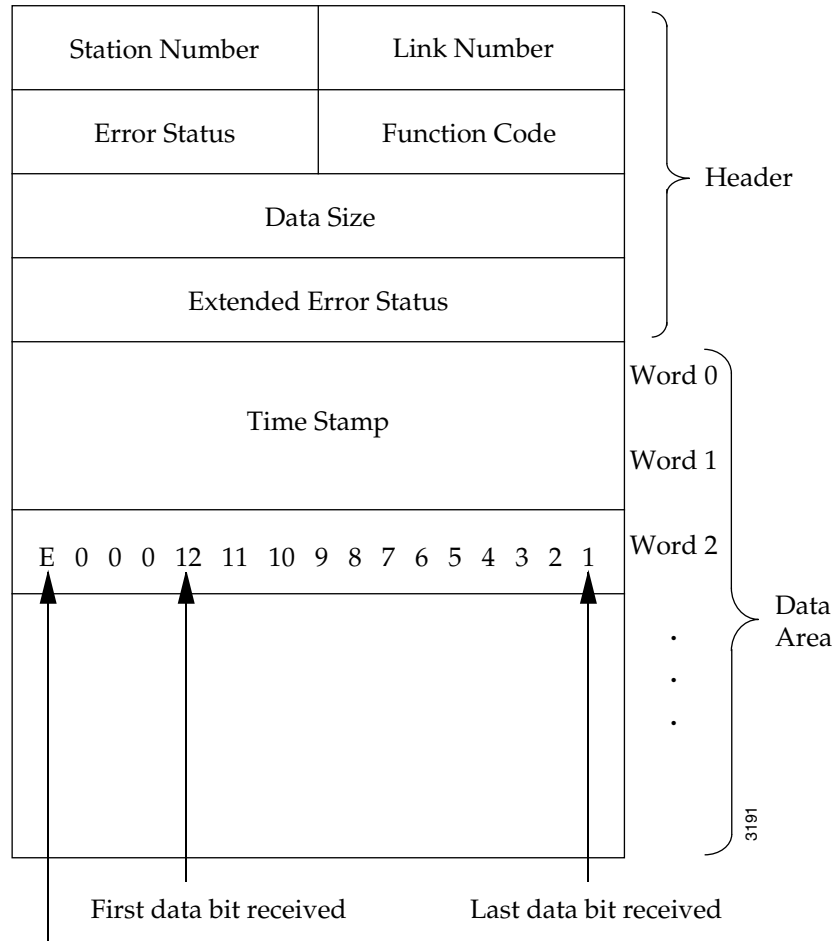 Station Number
Link Number
Error Status
Function Code
Header
Data Size
Extended Error Status
Word 0
Time Stamp
Word 1
E 0 0 0 12 11 10 9 8 7 6 5 4 3 2 1
Word 2
Data
Area
.
.
.
3191
First data bit received
Last data bit received